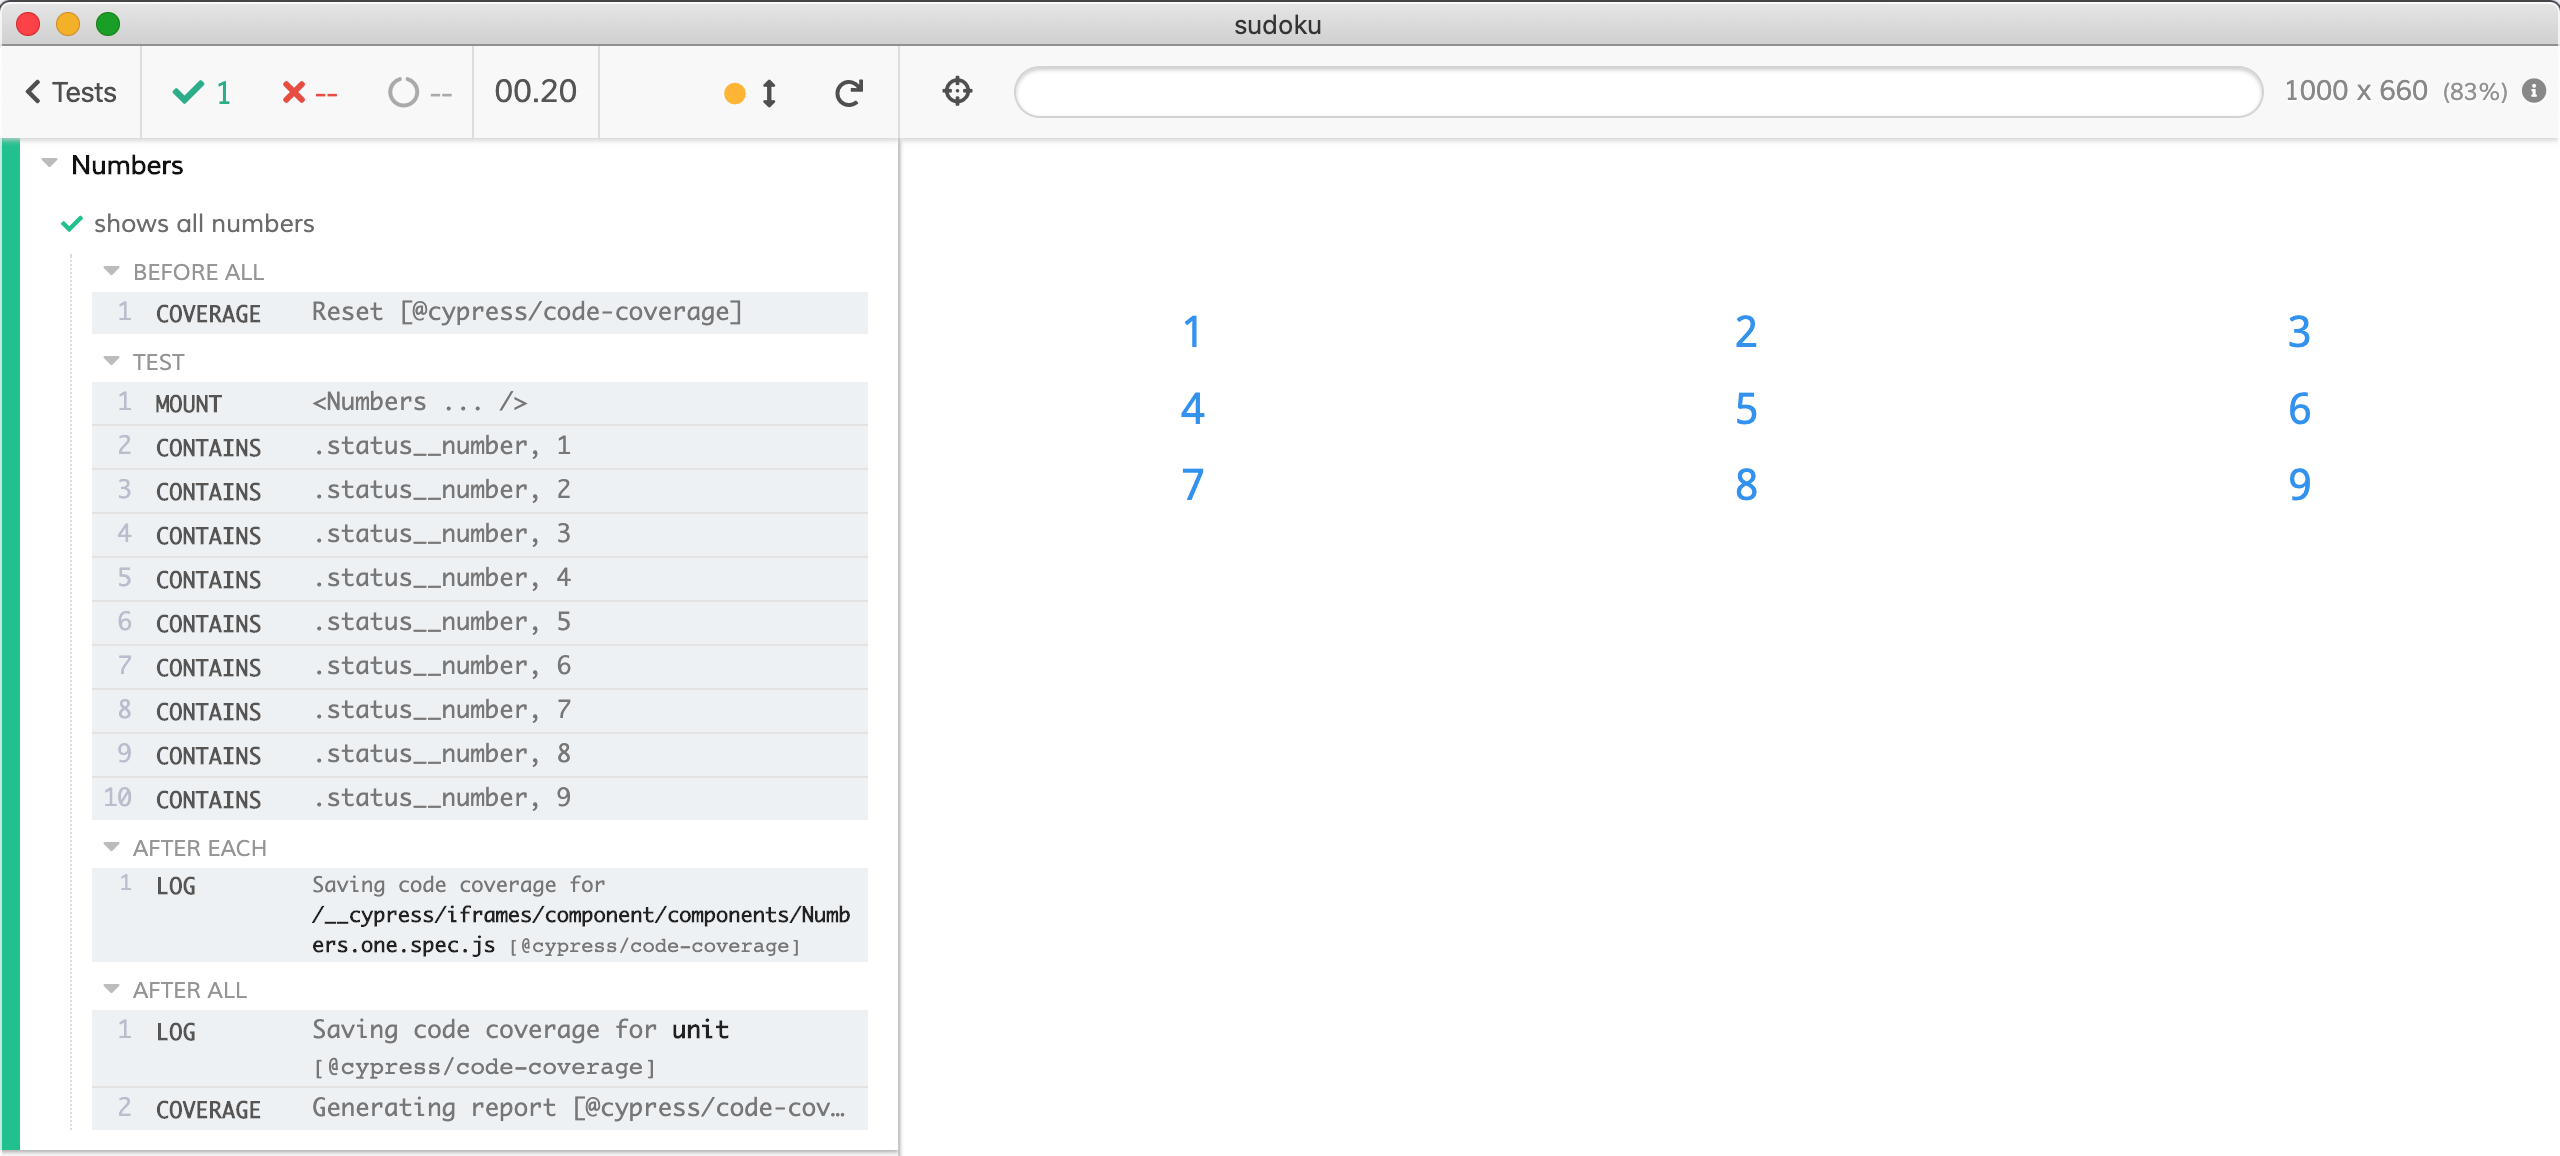 sudoku
Tests 1 -- -- 00.20 1000 x 660 (83%)
Numbers
shows all numbers
BEFORE ALL
1 COVERAGE Reset [@cypress/code-coverage]
TEST
1 MOUNT <Numbers ... />
2 CONTAINS .status__number, 1
3 CONTAINS .status__number, 2
4 CONTAINS .status__number, 3
5 CONTAINS .status__number, 4
6 CONTAINS .status__number, 5
7 CONTAINS .status__number, 6
8 CONTAINS .status__number, 7
9 CONTAINS .status__number, 8
10 CONTAINS .status__number, 9
AFTER EACH
1 LOG Saving code coverage for
/__cypress/iframes/component/components/Numb
ers.one.spec.js [@cypress/code-coverage]
AFTER ALL
1 LOG Saving code coverage for unit
[@cypress/code-coverage]
2 COVERAGE Generating report [@cypress/code-cov…
1 2 3
4 5 6
7 8 9